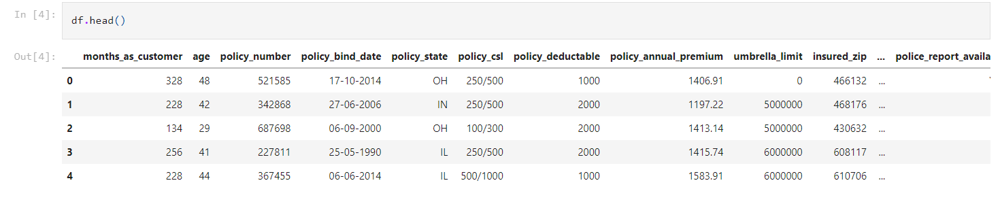 In [4]: df.head()
Out[4]: months_as_customer age policy_number policy_bind_date policy_state policy_csl policy_deductable policy_annual_premium umbrella_limit insured_zip ... police_report_availa
0 328 48 521585 17-10-2014 OH 250/500 1000 1406.91 0 466132 ...
1 228 42 342868 27-06-2006 IN 250/500 2000 1197.22 5000000 468176 ...
2 134 29 687698 06-09-2000 OH 100/300 2000 1413.14 5000000 430632 ...
3 256 41 227811 25-05-1990 IL 250/500 2000 1415.74 6000000 608117 ...
4 228 44 367455 06-06-2014 IL 500/1000 1000 1583.91 6000000 610706 ...